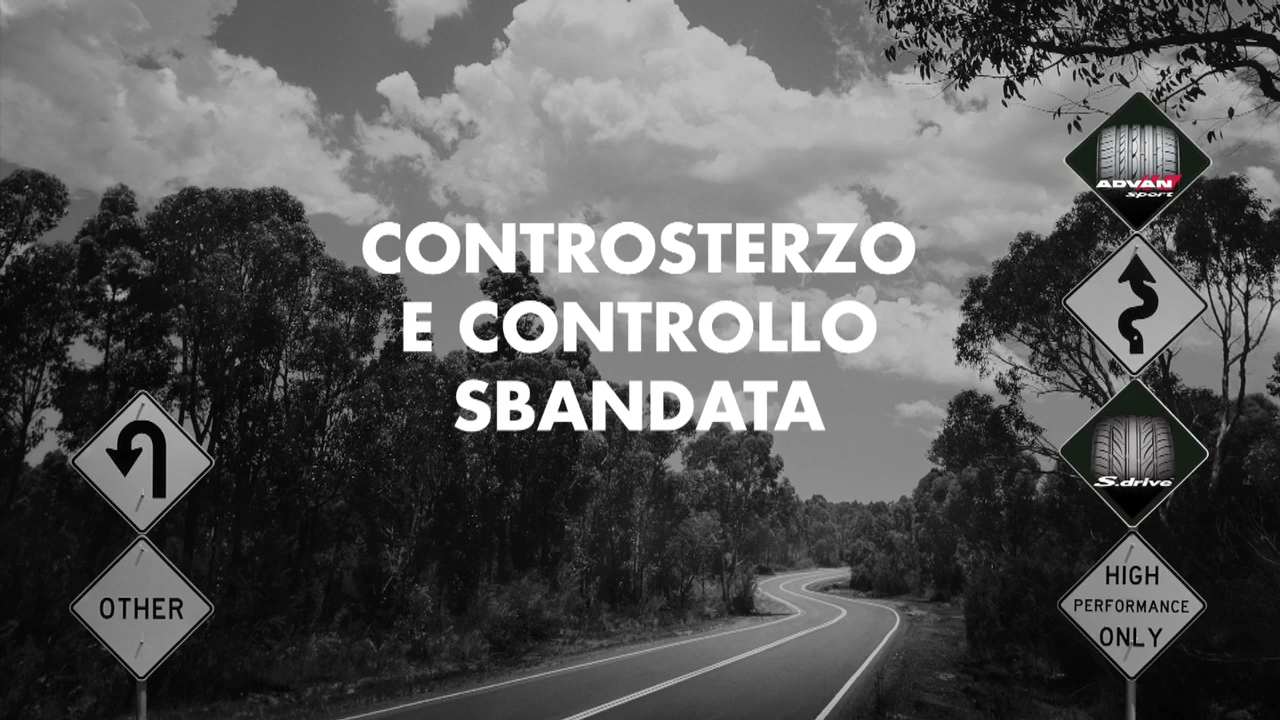 CONTROSTERZO
E CONTROLLO
SBANDATA
ADVAN
sport
S.drive
OTHER
HIGH
PERFORMANCE
ONLY